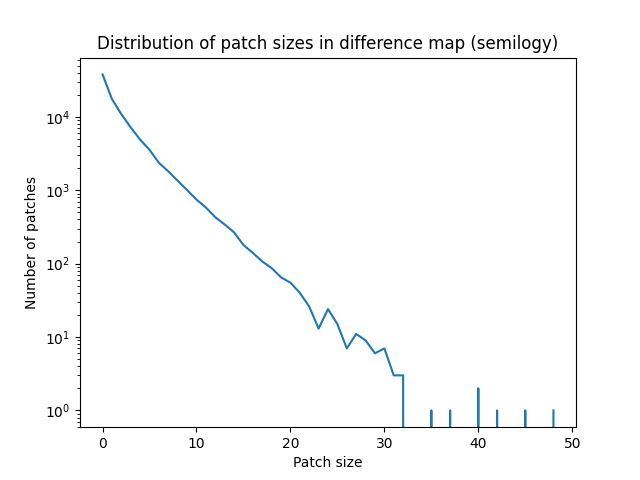 Distribution of patch sizes in difference map (semilogy)
Number of patches
10⁴
10³
10²
10¹
10⁰
0 10 20 30 40 50
Patch size